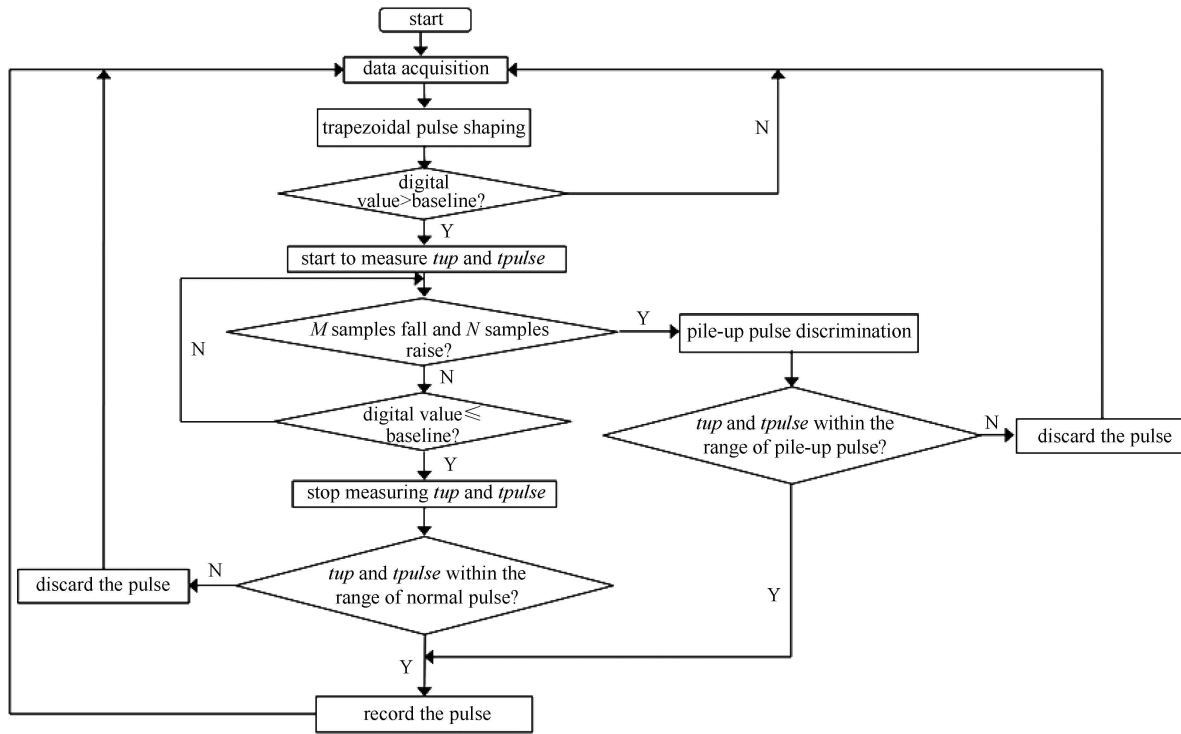 start
data acquisition
trapezoidal pulse shaping
N
digital
value>baseline?
Y
start to measure tup and tpulse
M samples fall and N samples
raise?
Y
pile-up pulse discrimination
N
N
digital value≤
baseline?
tup and tpulse within the
range of pile-up pulse?
N
discard the pulse
Y
stop measuring tup and tpulse
tup and tpulse within the
range of normal pulse?
N
discard the pulse
Y
Y
record the pulse